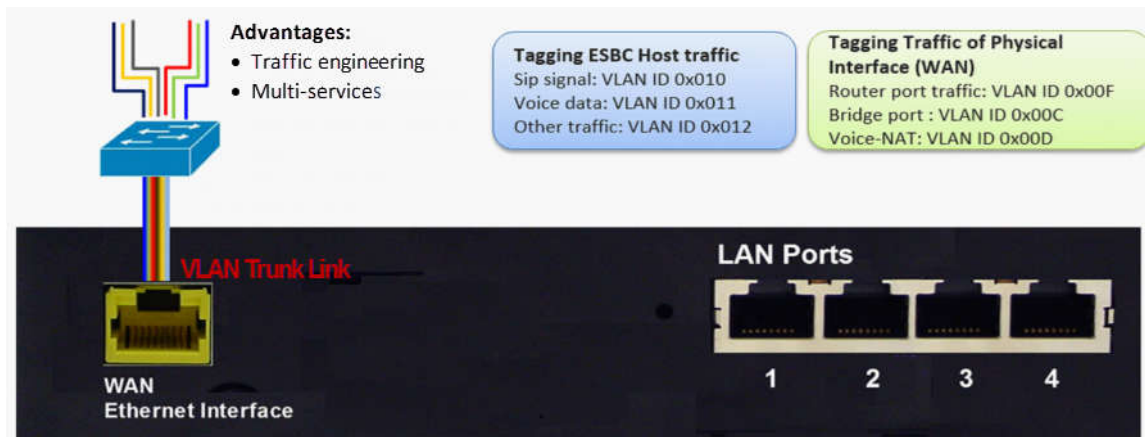 Advantages:
• Traffic engineering
• Multi-services
Tagging ESBC Host traffic
Sip signal: VLAN ID 0x010
Voice data: VLAN ID 0x011
Other traffic: VLAN ID 0x012
Tagging Traffic of Physical
Interface (WAN)
Router port traffic: VLAN ID 0x00F
Bridge port : VLAN ID 0x00C
Voice-NAT: VLAN ID 0x00D
VLAN Trunk Link
LAN Ports
WAN
Ethernet Interface
1 2 3 4